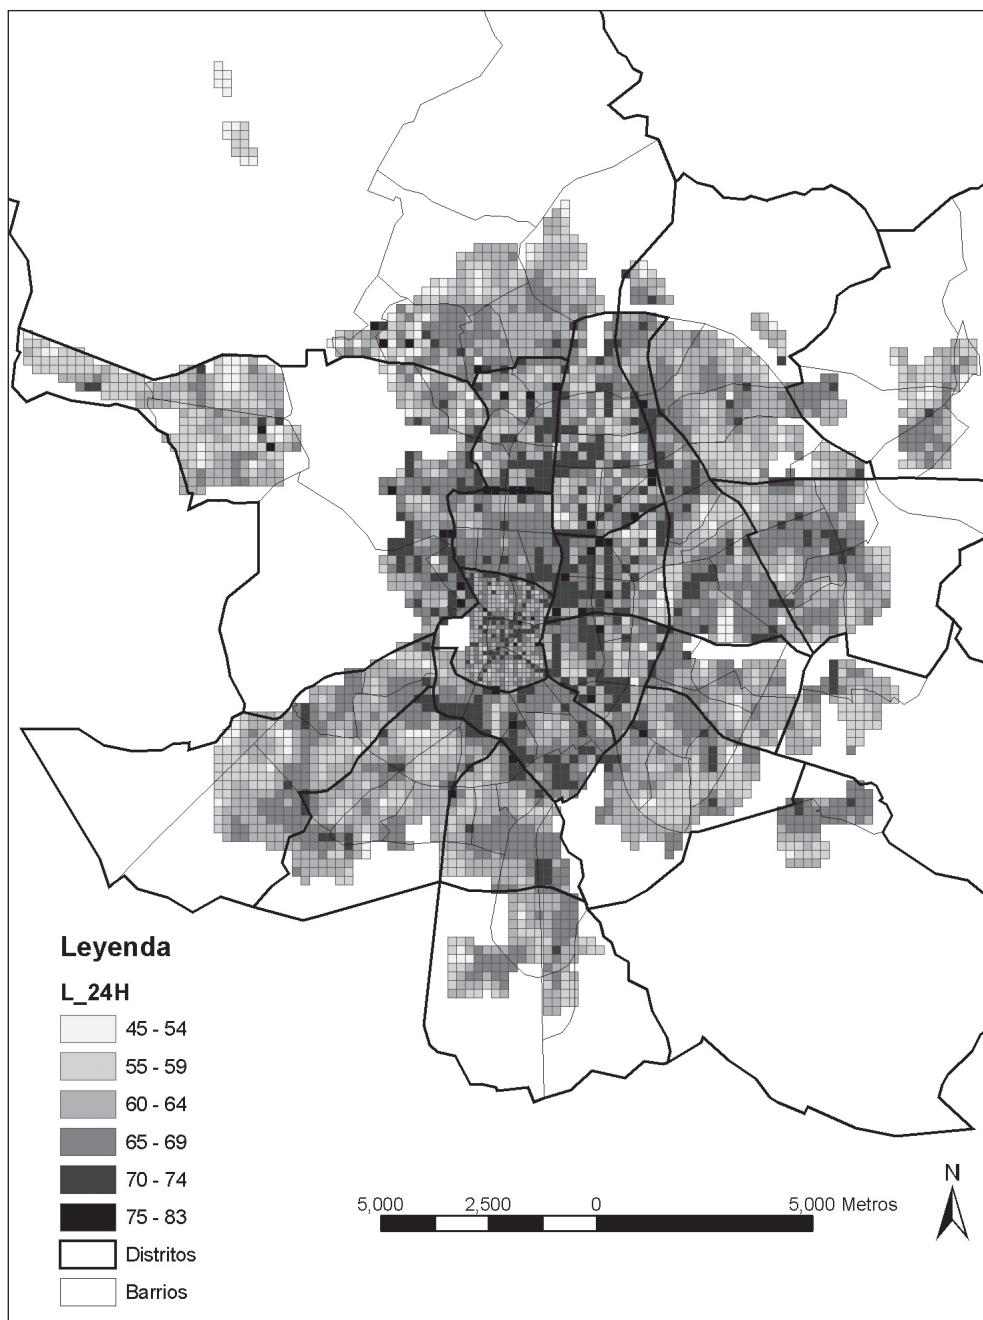 Leyenda
L_24H
45 - 54
55 - 59
60 - 64
65 - 69
70 - 74
75 - 83
Distritos
Barrios
5,000 2,500 0 5,000 Metros
N